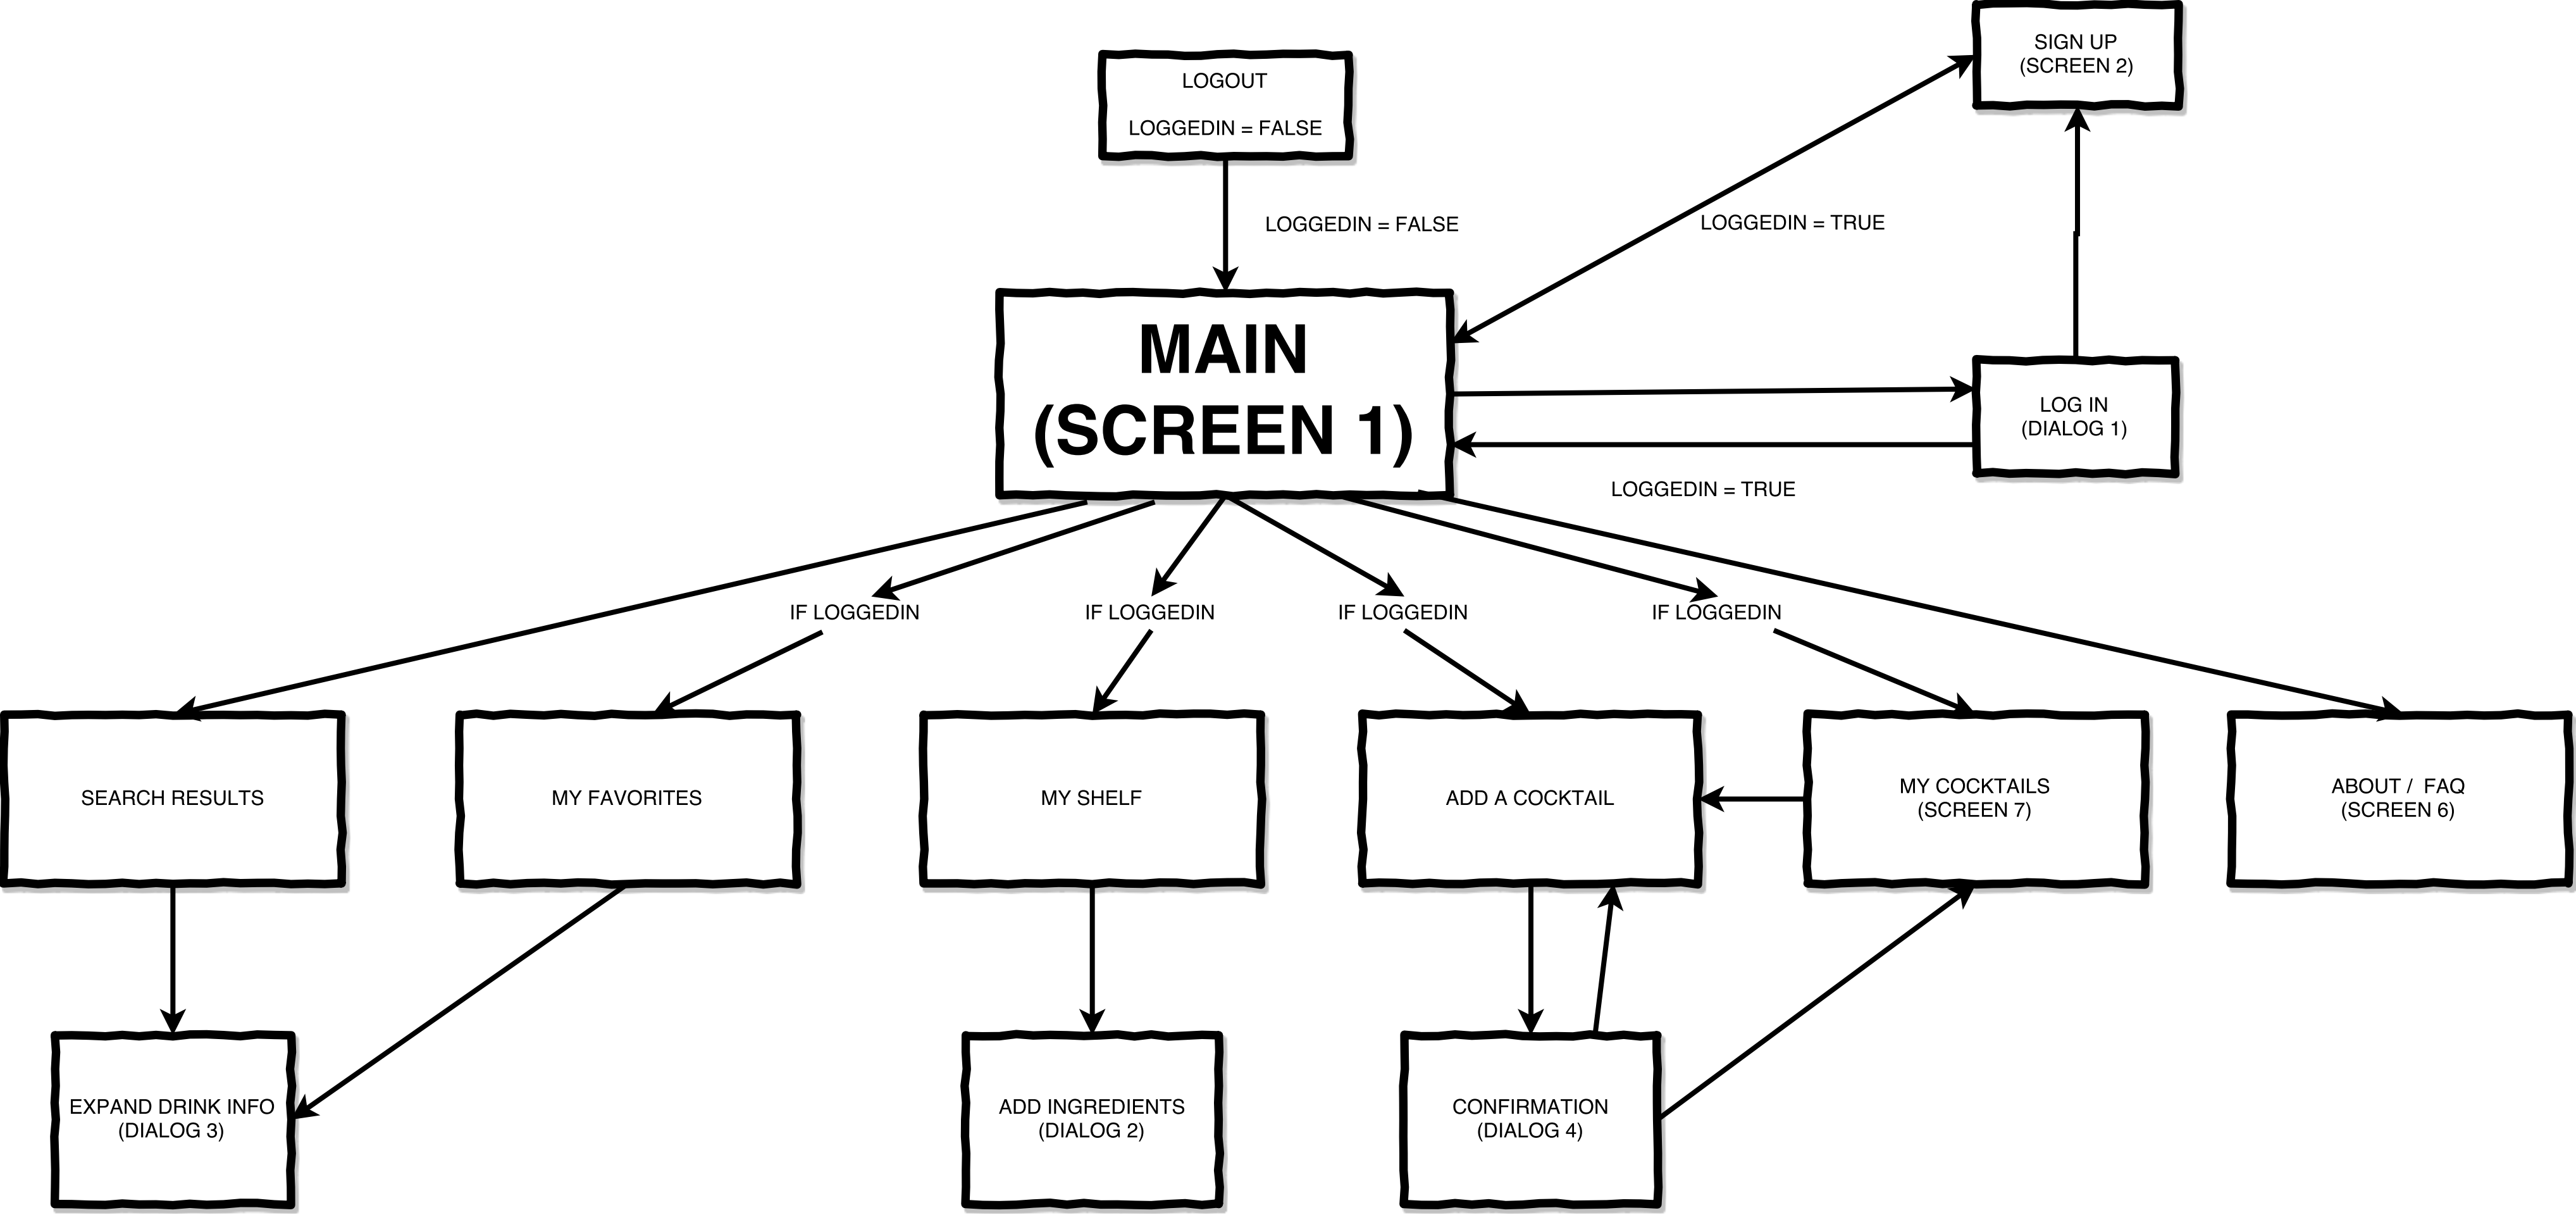 SIGN UP
(SCREEN 2)
LOGOUT
LOGGEDIN = FALSE
LOGGEDIN = FALSE
LOGGEDIN = TRUE
MAIN
(SCREEN 1)
LOG IN
(DIALOG 1)
LOGGEDIN = TRUE
IF LOGGEDIN
IF LOGGEDIN
IF LOGGEDIN
IF LOGGEDIN
SEARCH RESULTS
MY FAVORITES
MY SHELF
ADD A COCKTAIL
MY COCKTAILS
(SCREEN 7)
ABOUT / FAQ
(SCREEN 6)
EXPAND DRINK INFO
(DIALOG 3)
ADD INGREDIENTS
(DIALOG 2)
CONFIRMATION
(DIALOG 4)